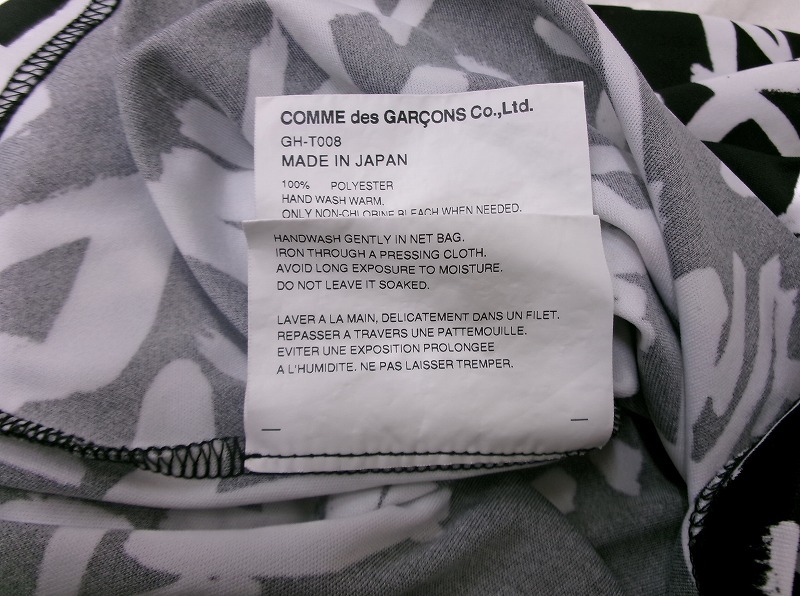 COMME des GARÇONS Co.,Ltd.
GH-T008
MADE IN JAPAN
100% POLYESTER
HAND WASH WARM.
ONLY NON-CHLORINE BLEACH WHEN NEEDED.
HANDWASH GENTLY IN NET BAG.
IRON THROUGH A PRESSING CLOTH.
AVOID LONG EXPOSURE TO MOISTURE.
DO NOT LEAVE IT SOAKED.
LAVER A LA MAIN, DELICATEMENT DANS UN FILET.
REPASSER A TRAVERS UNE PATTEMOUILLE.
EVITER UNE EXPOSITION PROLONGEE
A L'HUMIDITE. NE PAS LAISSER TREMPER.